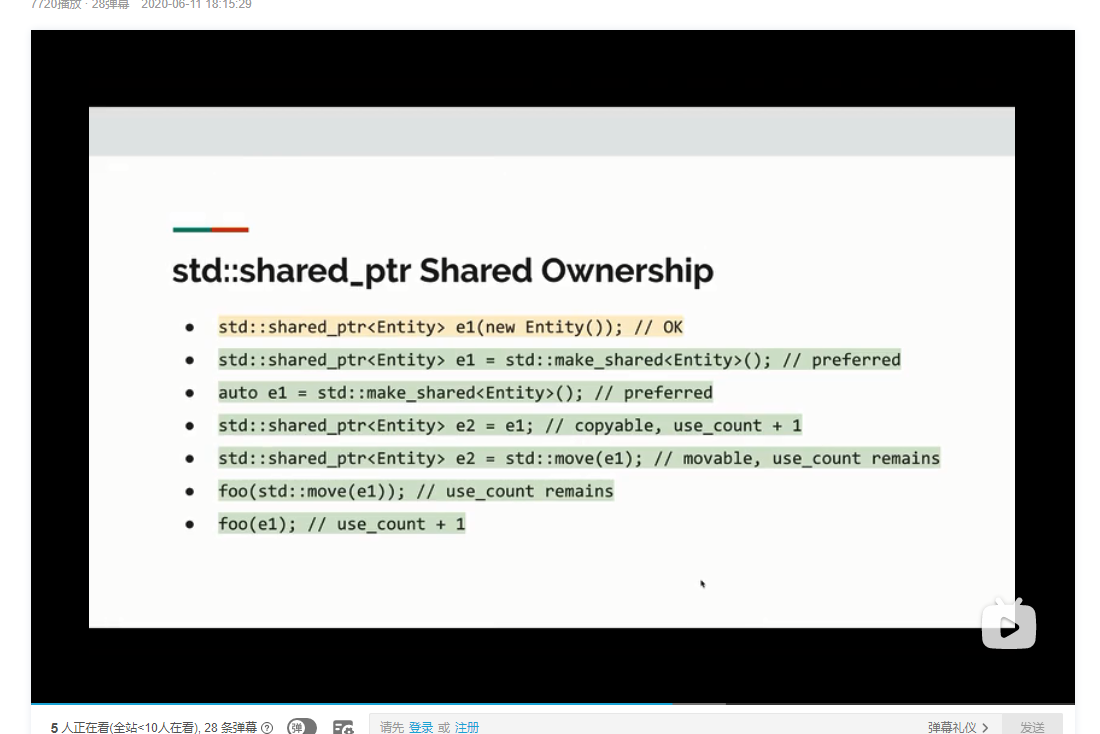 7720播放 · 28弹幕 2020-06-11 18:15:29
std::shared_ptr Shared Ownership
● std::shared_ptr<Entity> e1(new Entity()); // OK
● std::shared_ptr<Entity> e1 = std::make_shared<Entity>(); // preferred
● auto e1 = std::make_shared<Entity>(); // preferred
● std::shared_ptr<Entity> e2 = e1; // copyable, use_count + 1
● std::shared_ptr<Entity> e2 = std::move(e1); // movable, use_count remains
● foo(std::move(e1)); // use_count remains
● foo(e1); // use_count + 1
5 人正在看(全站<10人在看), 28 条弹幕 ? 弹 请先 登录 或 注册 弹幕礼仪 > 发送